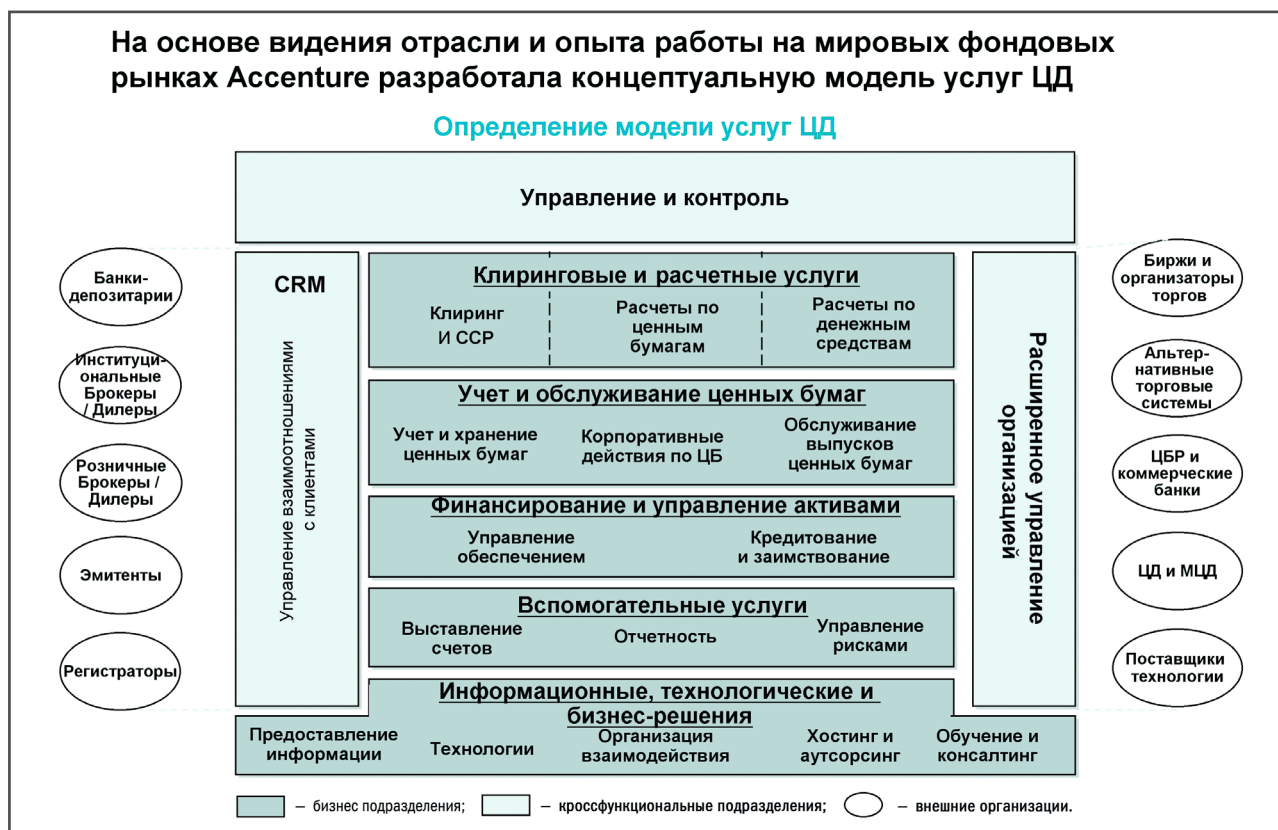 На основе видения отрасли и опыта работы на мировых фондовых
рынках Accenture разработала концептуальную модель услуг ЦД
Определение модели услуг ЦД
Управление и контроль
Банки-
депозитарии
Институци-
ональные
Брокеры
/ Дилеры
Розничные
Брокеры /
Дилеры
Эмитенты
Регистраторы
CRM
Управление взаимоотношениями
с клиентами
Клиринговые и расчетные услуги
Клиринг
И ССР
Расчеты по
ценным
бумагам
Расчеты по
денежным
средствам
Учет и обслуживание ценных бумаг
Учет и хранение
ценных бумаг
Корпоративные
действия по ЦБ
Обслуживание
выпусков
ценных бумаг
Финансирование и управление активами
Управление
обеспечением
Кредитование
и заимствование
Вспомогательные услуги
Выставление
счетов
Отчетность
Управление
рисками
Информационные, технологические и
бизнес-решения
Предоставление
информации
Технологии
Организация
взаимодействия
Хостинг и
аутсорсинг
Обучение и
консалтинг
Расширенное управление
организацией
Биржи и
организаторы
торгов
Альтер-
нативные
торговые
системы
ЦБР и
коммерческие
банки
ЦД и МЦД
Поставщики
технологии
– бизнес подразделения;
– кроссфункциональные подразделения;
– внешние организации.